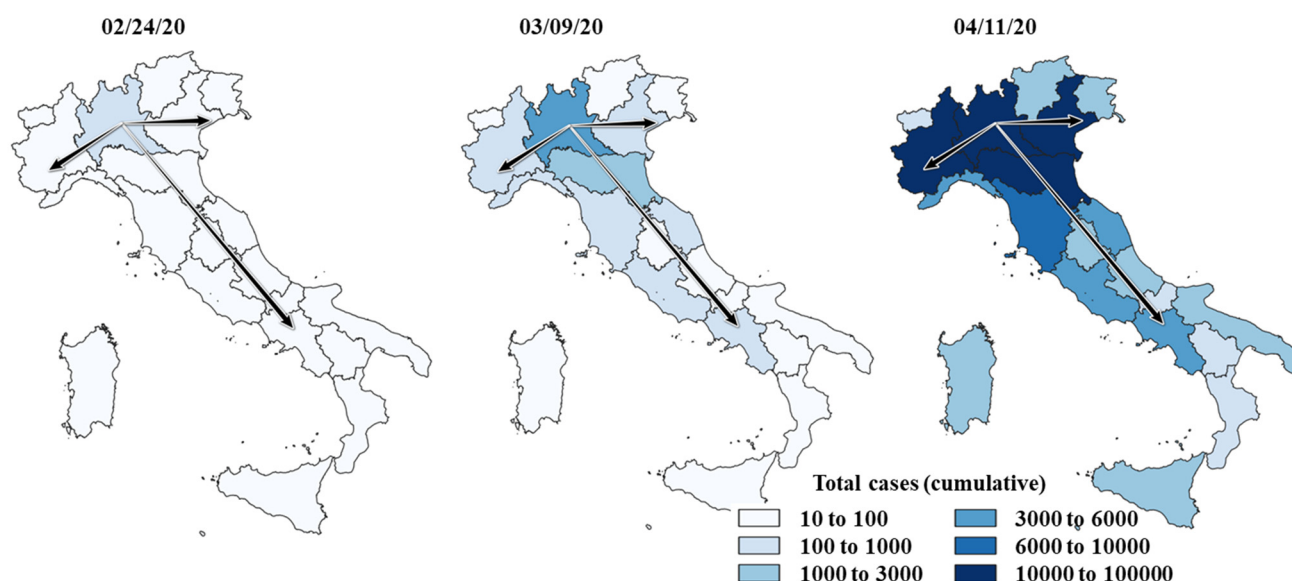 02/24/20
03/09/20
04/11/20
Total cases (cumulative)
10 to 100
100 to 1000
1000 to 3000
3000 to 6000
6000 to 10000
10000 to 100000